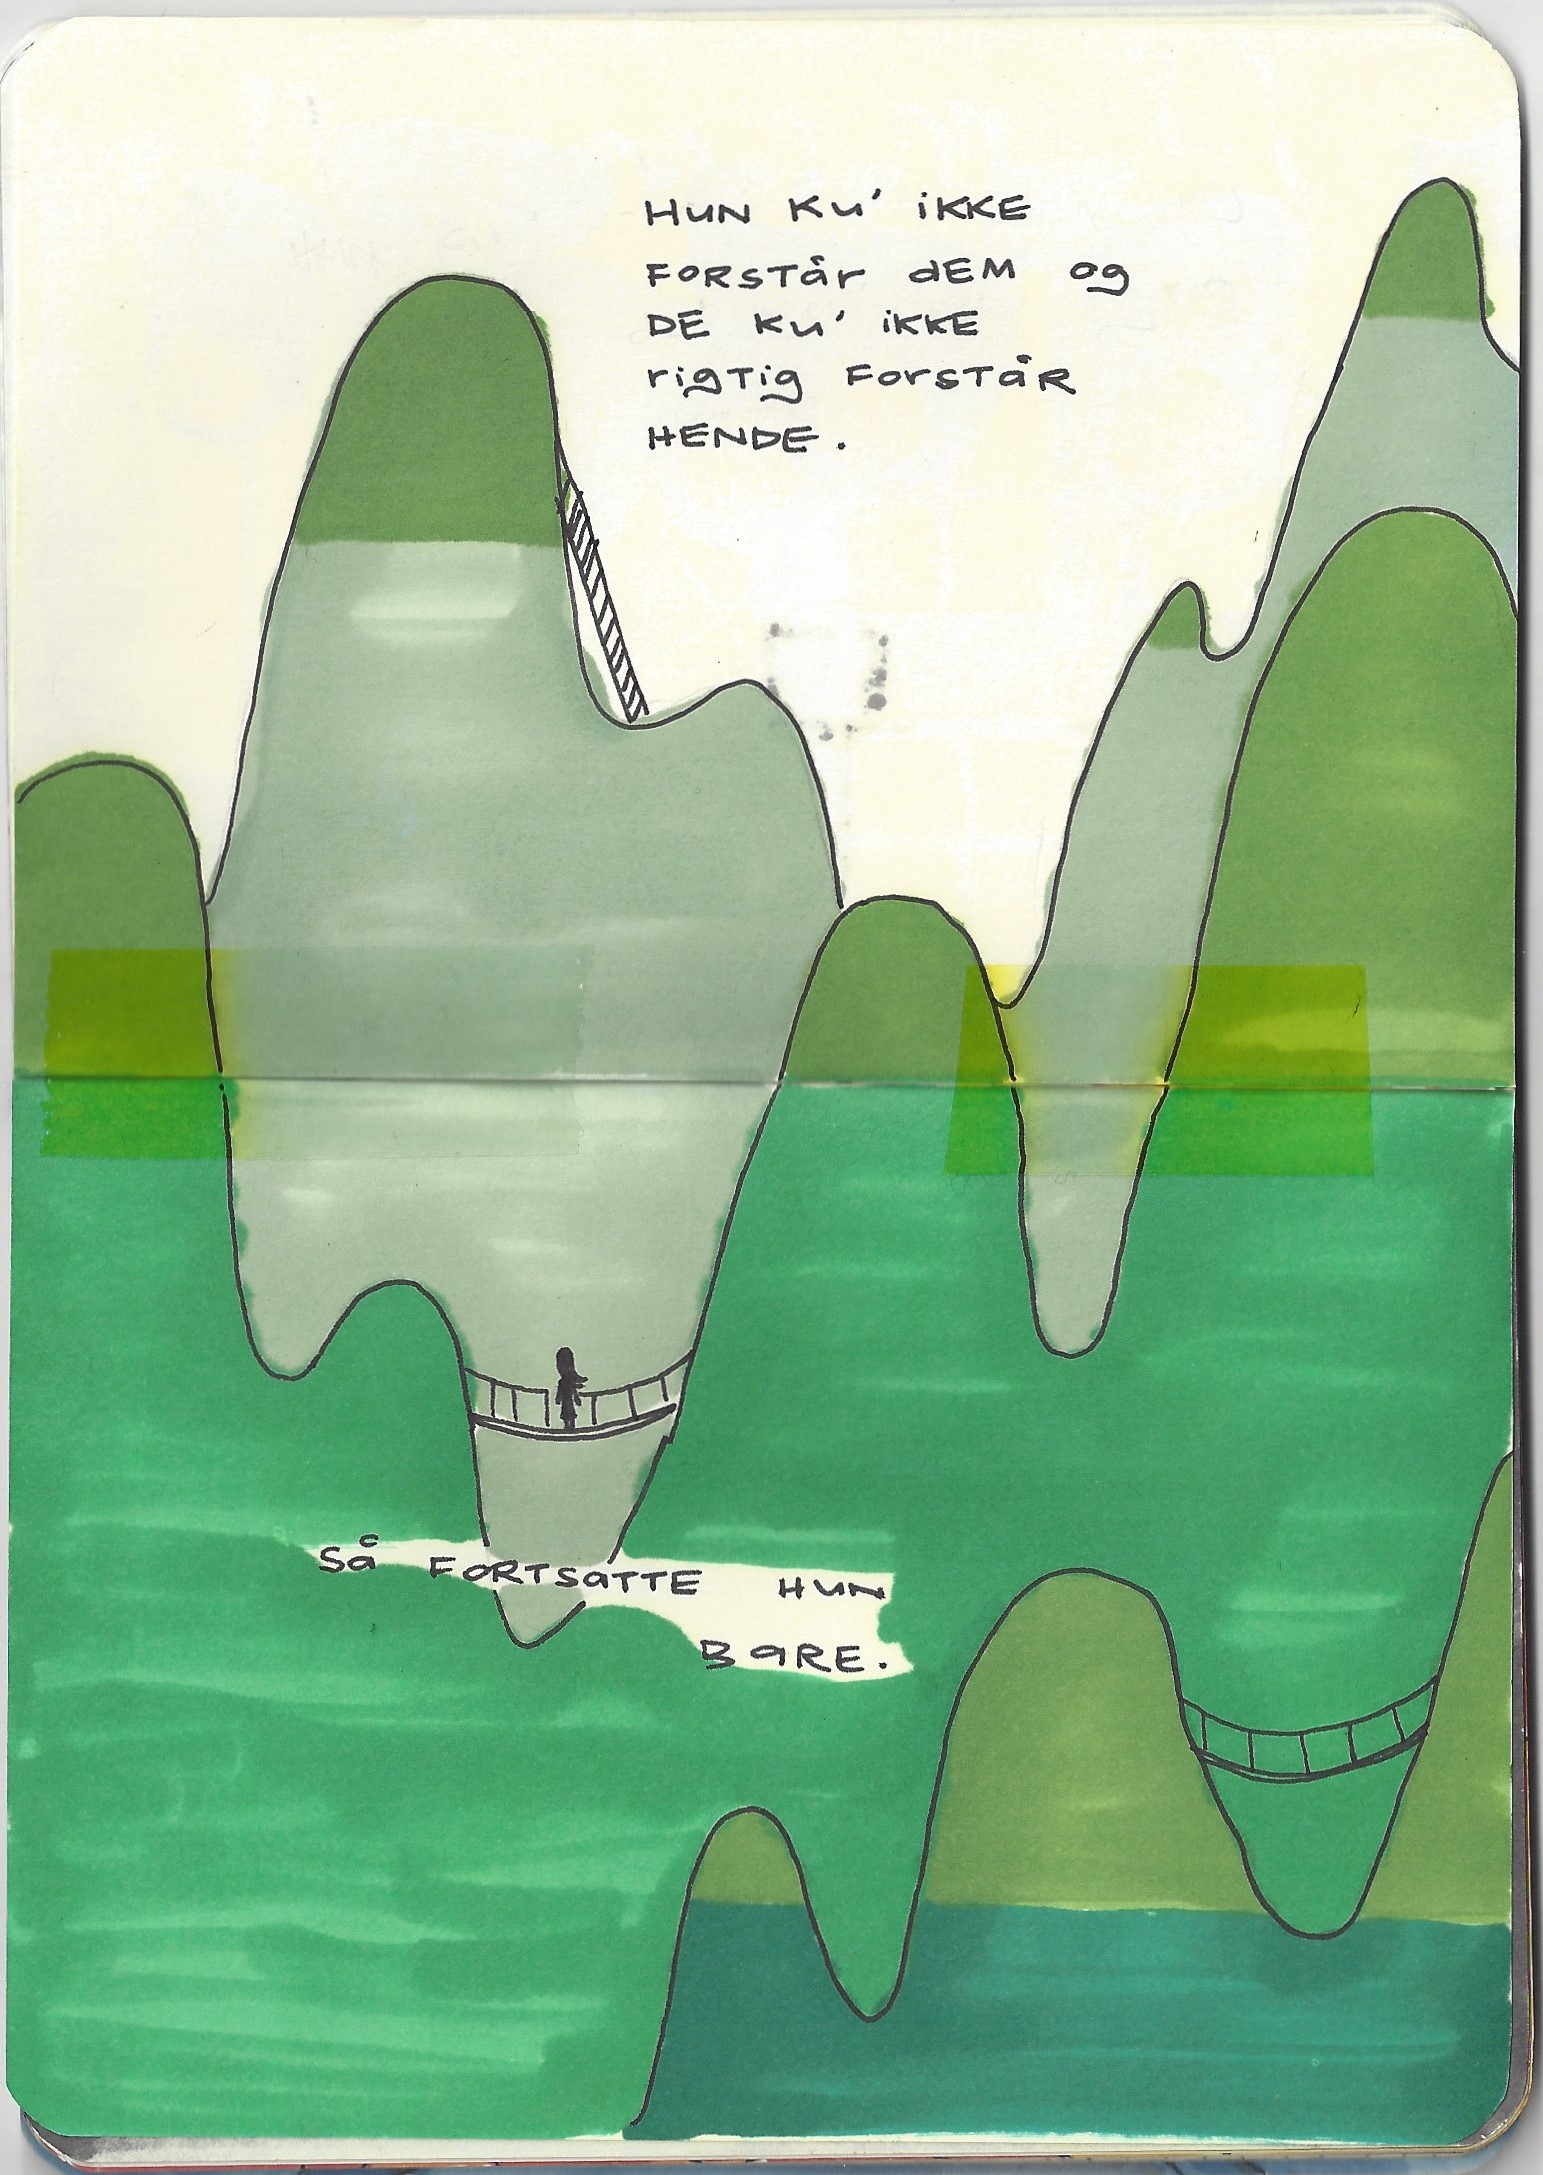 HUN KU' iKKE
FORSTår dEM og
DE KU' iKKE
rigTig FORSTåR
HENDE.
Så FORTSaTTE HUN
BaRE.